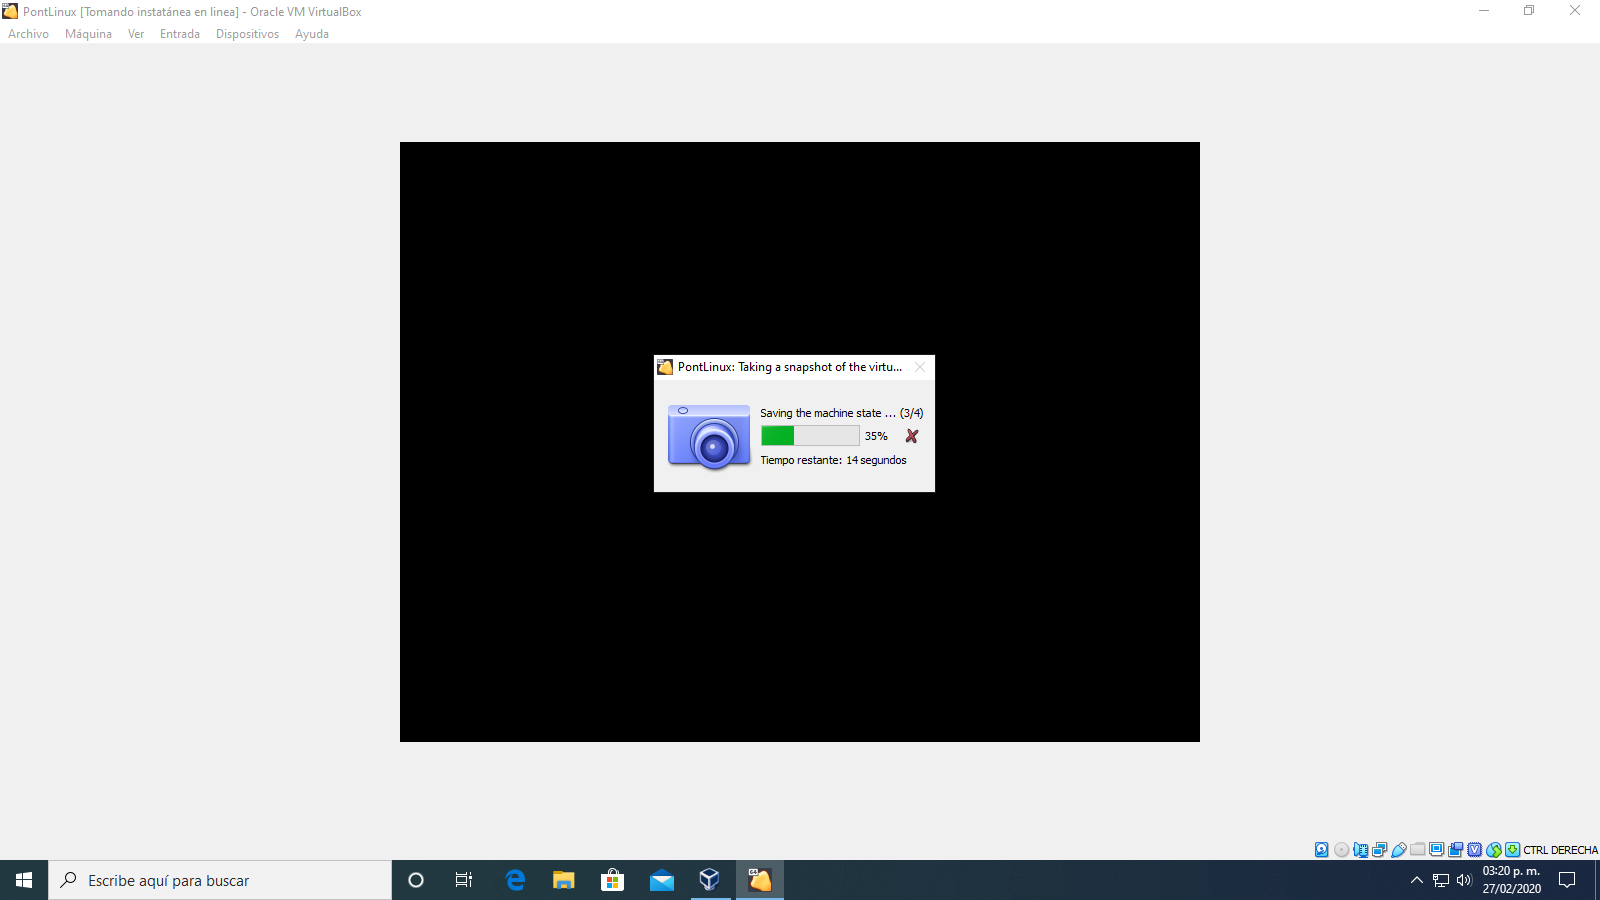 PontLinux [Tomando instatánea en linea] - Oracle VM VirtualBox
Archivo Máquina Ver Entrada Dispositivos Ayuda
PontLinux: Taking a snapshot of the virtu...
Saving the machine state ... (3/4)
35%
Tiempo restante: 14 segundos
CTRL DERECHA
Escribe aquí para buscar
64
03:20 p. m.
27/02/2020